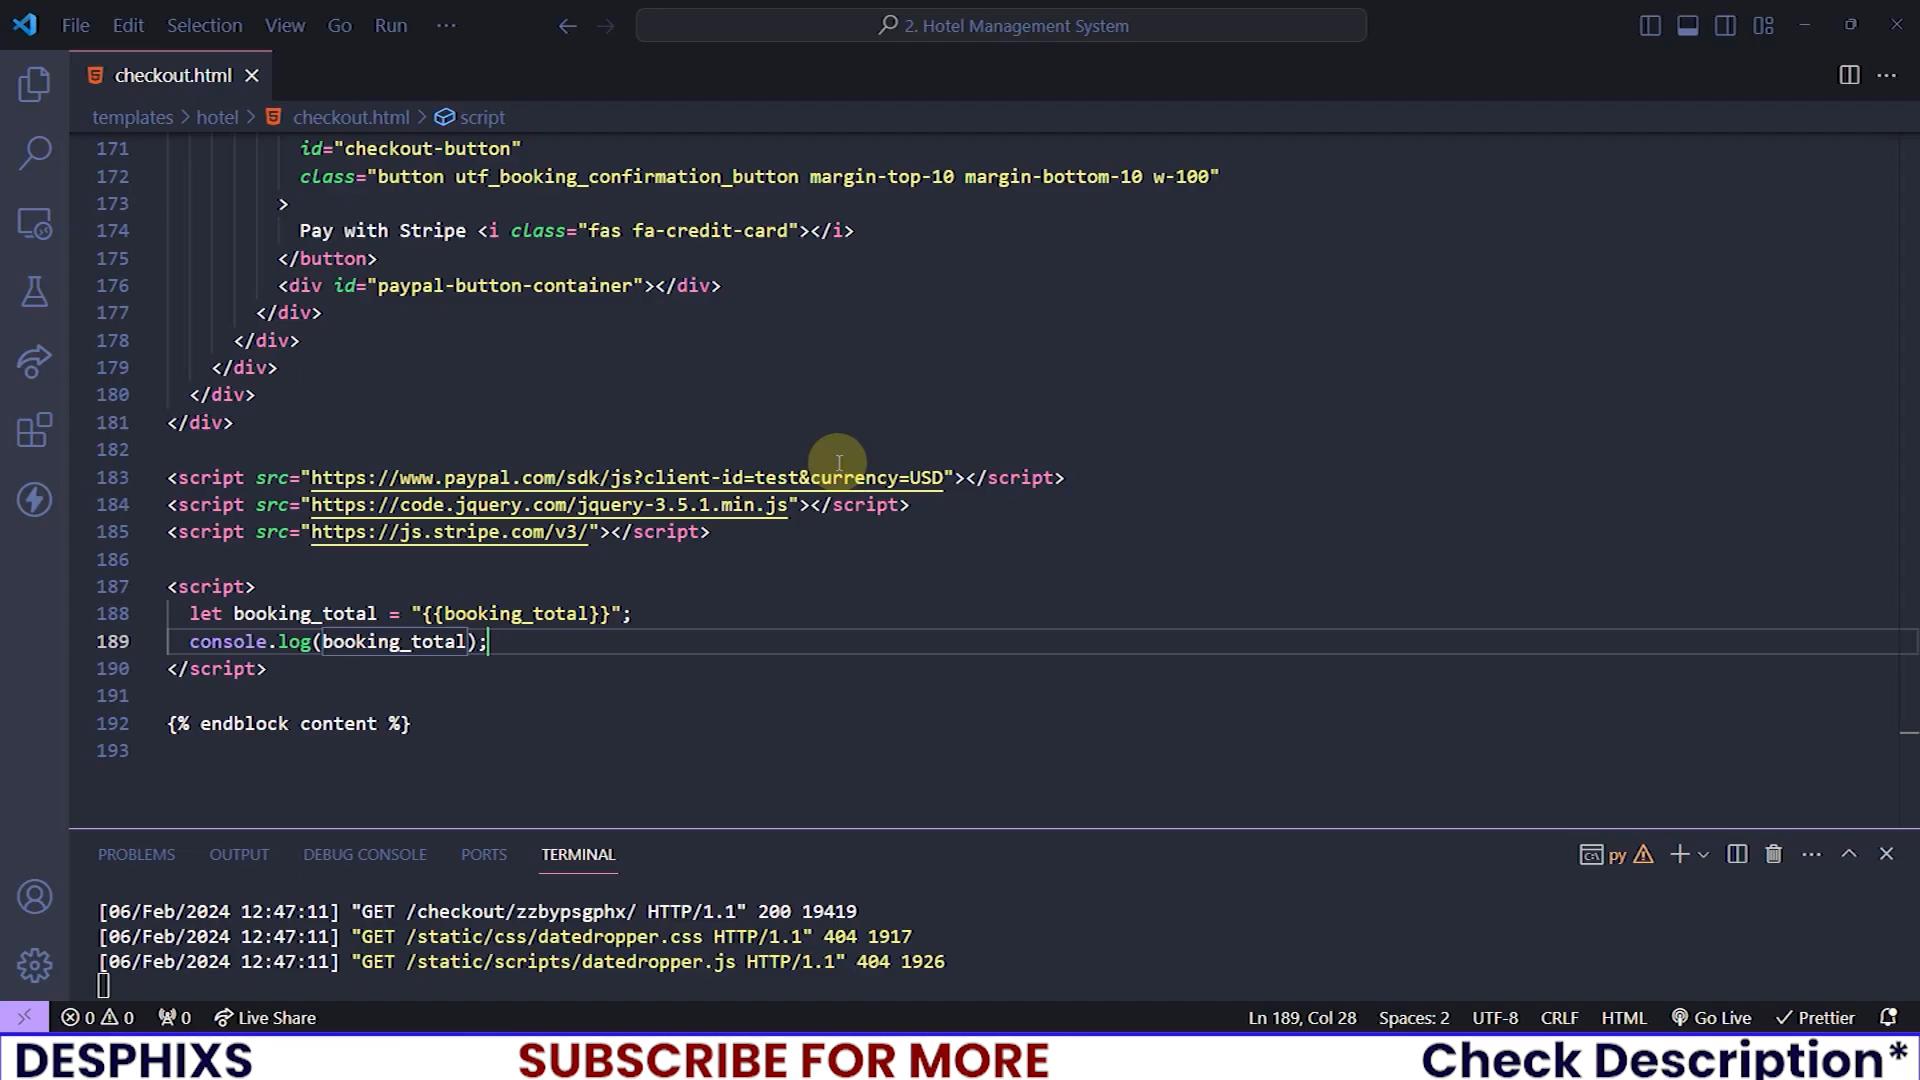 File Edit Selection View Go Run ··· 2. Hotel Management System
checkout.html
templates > hotel > checkout.html > script
171 id="checkout-button"
172 class="button utf_booking_confirmation_button margin-top-10 margin-bottom-10 w-100"
173 >
174 Pay with Stripe <i class="fas fa-credit-card"></i>
175 </button>
176 <div id="paypal-button-container"></div>
177 </div>
178 </div>
179 </div>
180 </div>
181 </div>
182
183 <script src="https://www.paypal.com/sdk/js?client-id=test&currency=USD"></script>
184 <script src="https://code.jquery.com/jquery-3.5.1.min.js"></script>
185 <script src="https://js.stripe.com/v3/"></script>
186
187 <script>
188 let booking_total = "{{booking_total}}";
189 console.log(booking_total);
190 </script>
191
192 {% endblock content %}
193
PROBLEMS OUTPUT DEBUG CONSOLE PORTS TERMINAL py
[06/Feb/2024 12:47:11] "GET /checkout/zzbypsgphx/ HTTP/1.1" 200 19419
[06/Feb/2024 12:47:11] "GET /static/css/datedropper.css HTTP/1.1" 404 1917
[06/Feb/2024 12:47:11] "GET /static/scripts/datedropper.js HTTP/1.1" 404 1926
0 0 0 Live Share Ln 189, Col 28 Spaces: 2 UTF-8 CRLF HTML Go Live Prettier
DESPHIXS SUBSCRIBE FOR MORE Check Description*